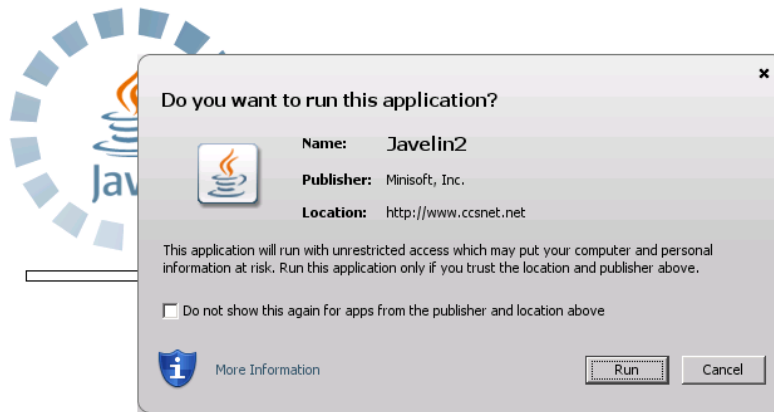 Do you want to run this application?
Name: Javelin2
Publisher: Minisoft, Inc.
Location: http://www.ccsnet.net
Jav
This application will run with unrestricted access which may put your computer and personal
information at risk. Run this application only if you trust the location and publisher above.
Do not show this again for apps from the publisher and location above
More Information
Run
Cancel